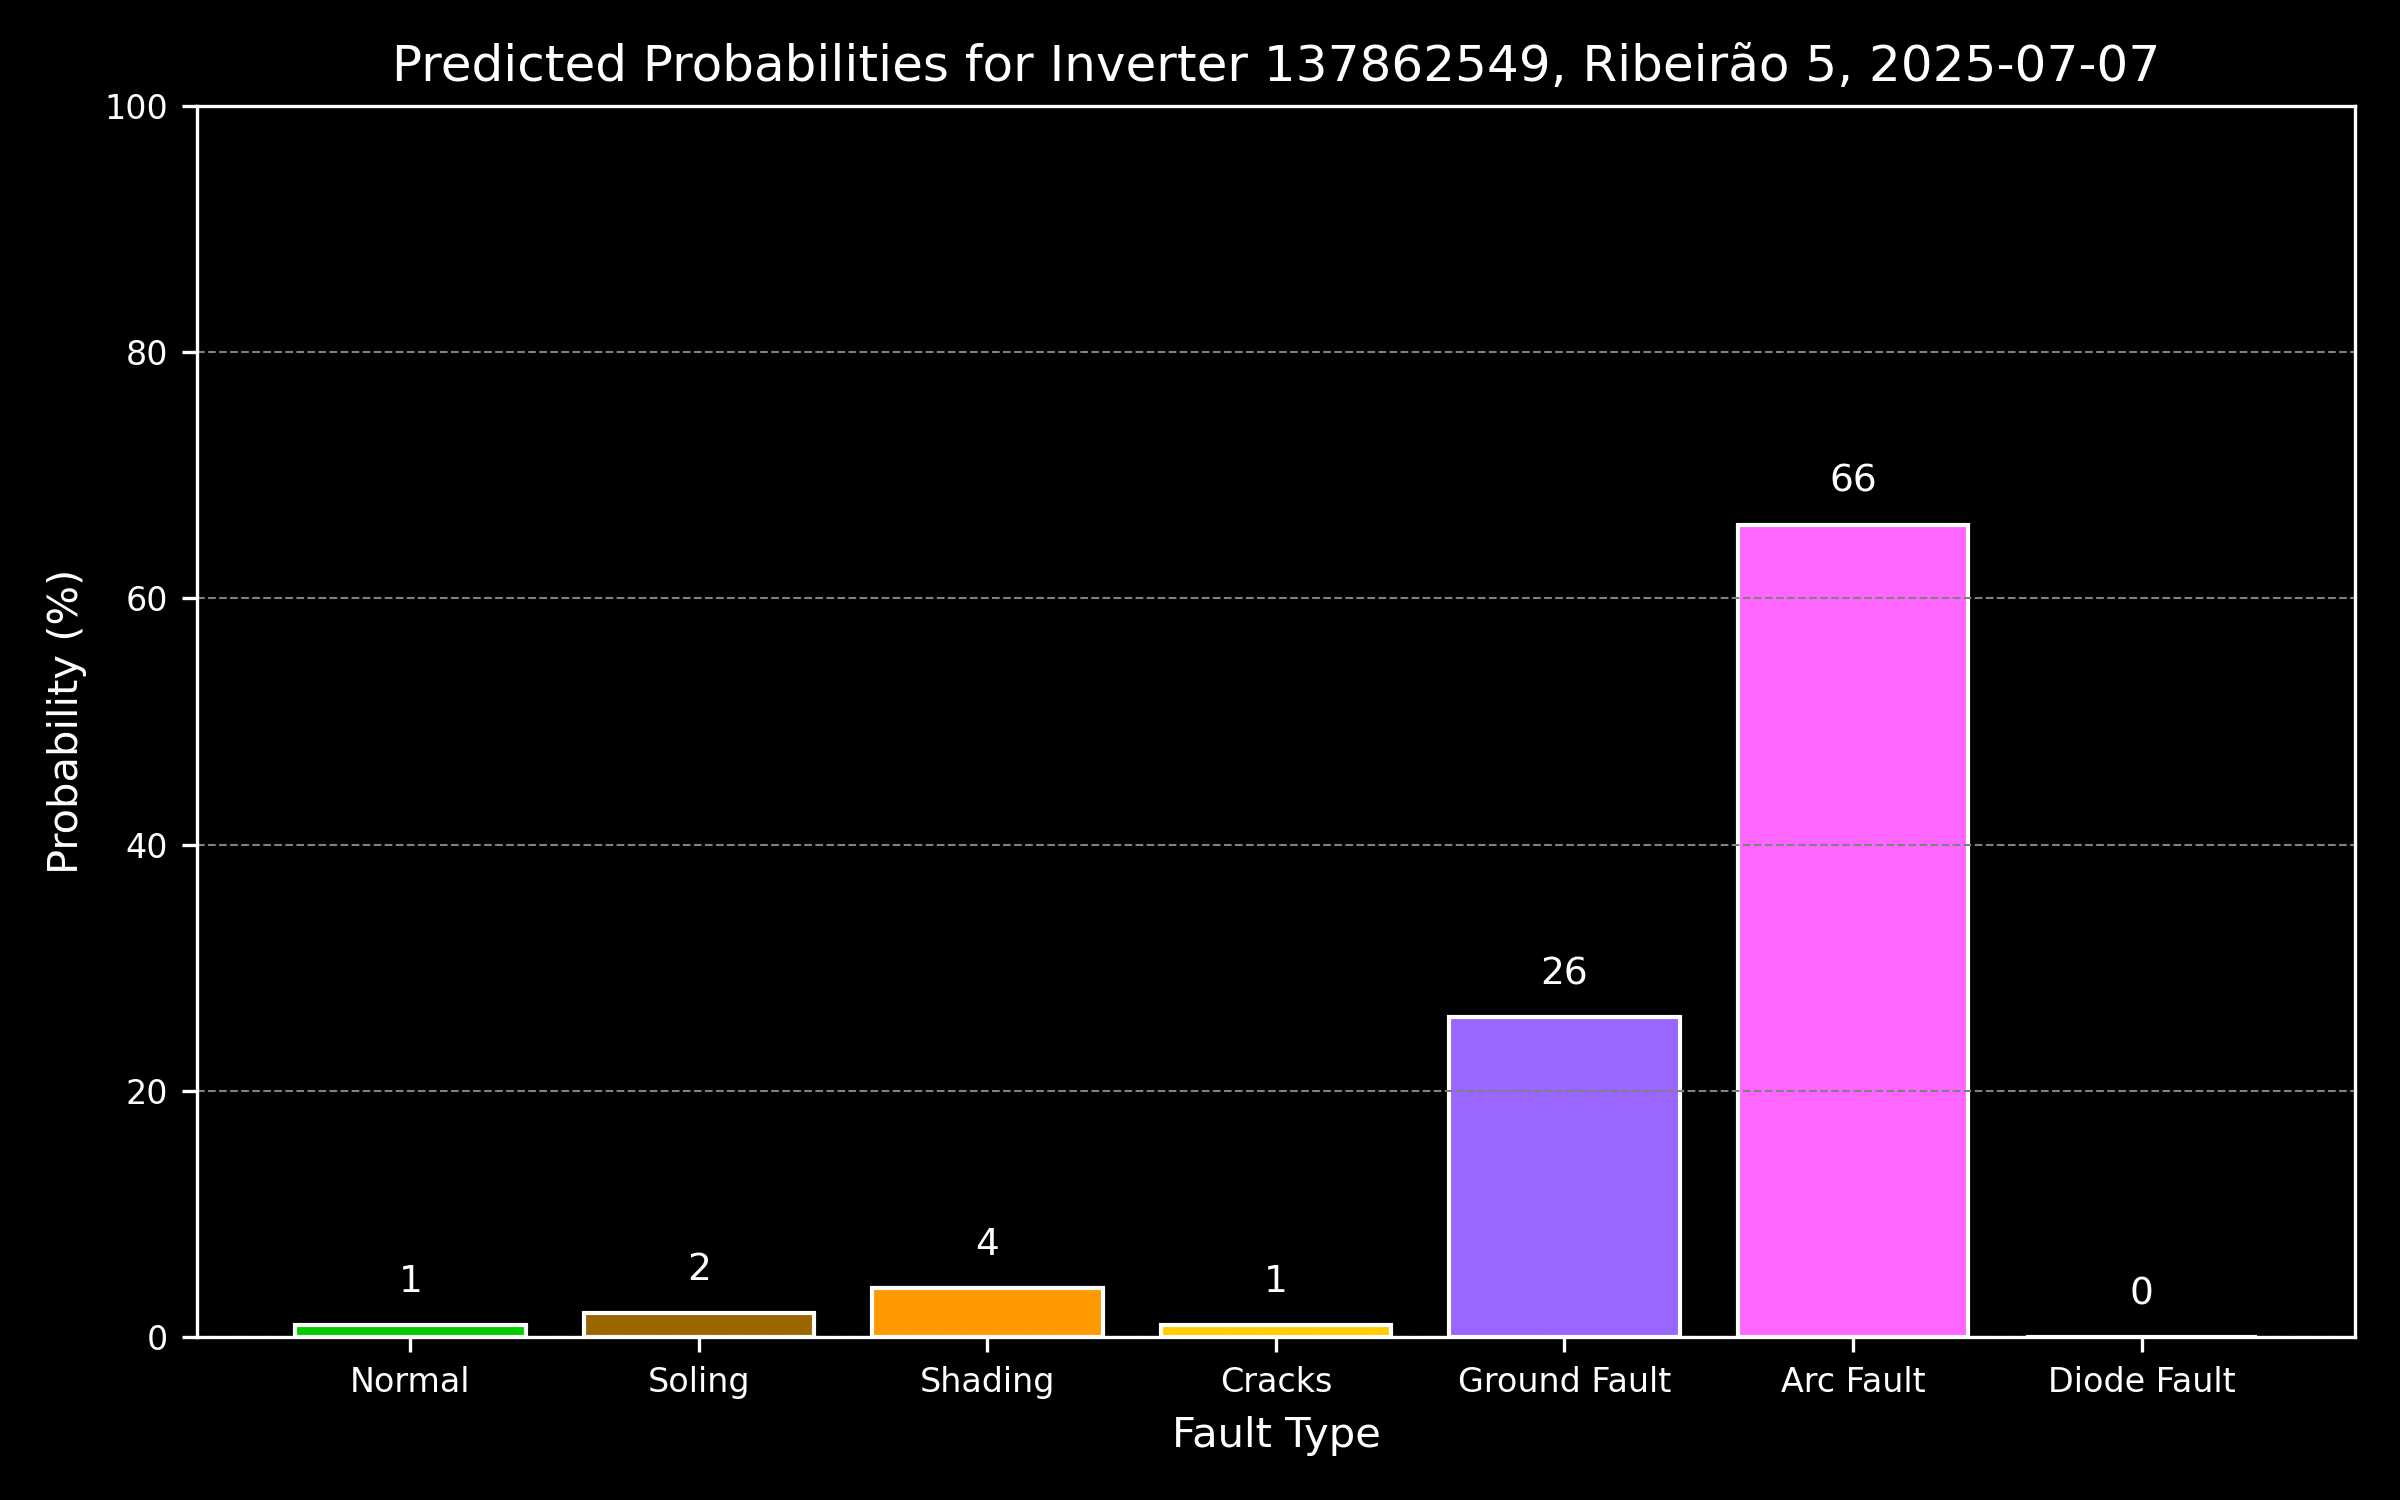 Predicted Probabilities for Inverter 137862549, Ribeirão 5, 2025-07-07
100
80
60
40
20
0
Probability (%)
1
2
4
1
26
66
0
Normal
Soling
Shading
Cracks
Ground Fault
Arc Fault
Diode Fault
Fault Type